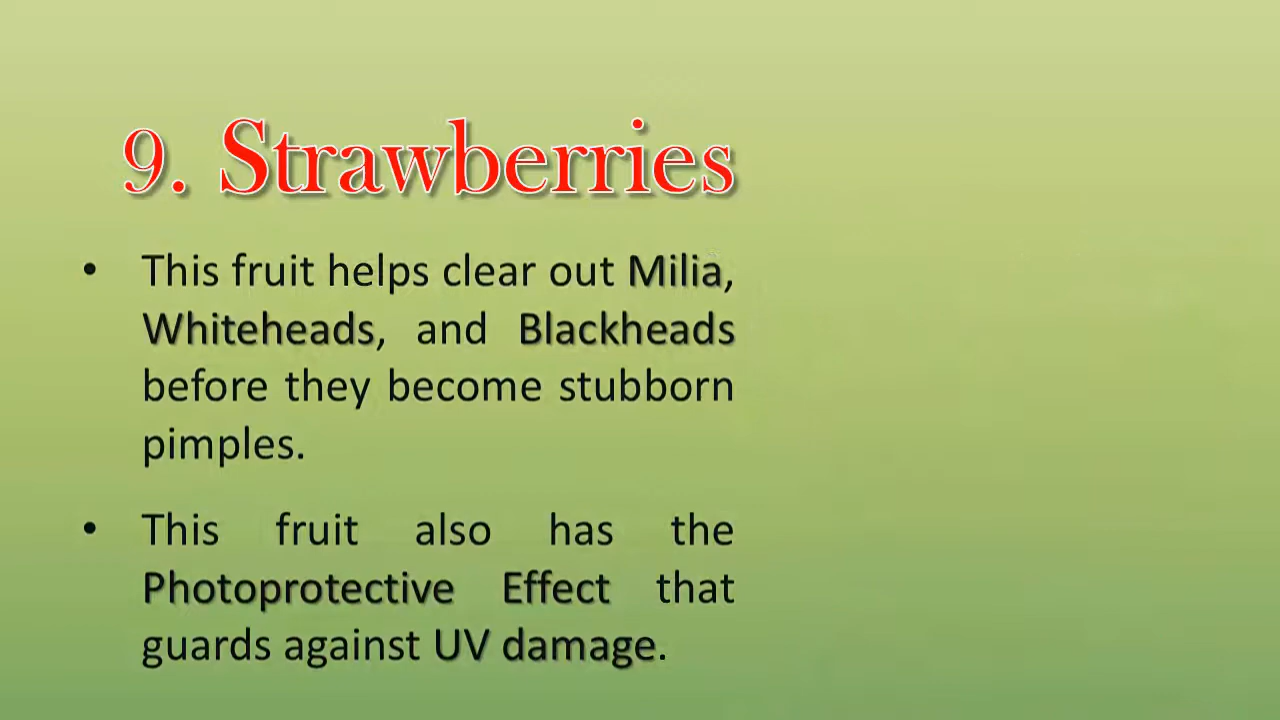 9. Strawberries
• This fruit helps clear out Milia,
Whiteheads, and Blackheads
before they become stubborn
pimples.
• This fruit also has the
Photoprotective Effect that
guards against UV damage.